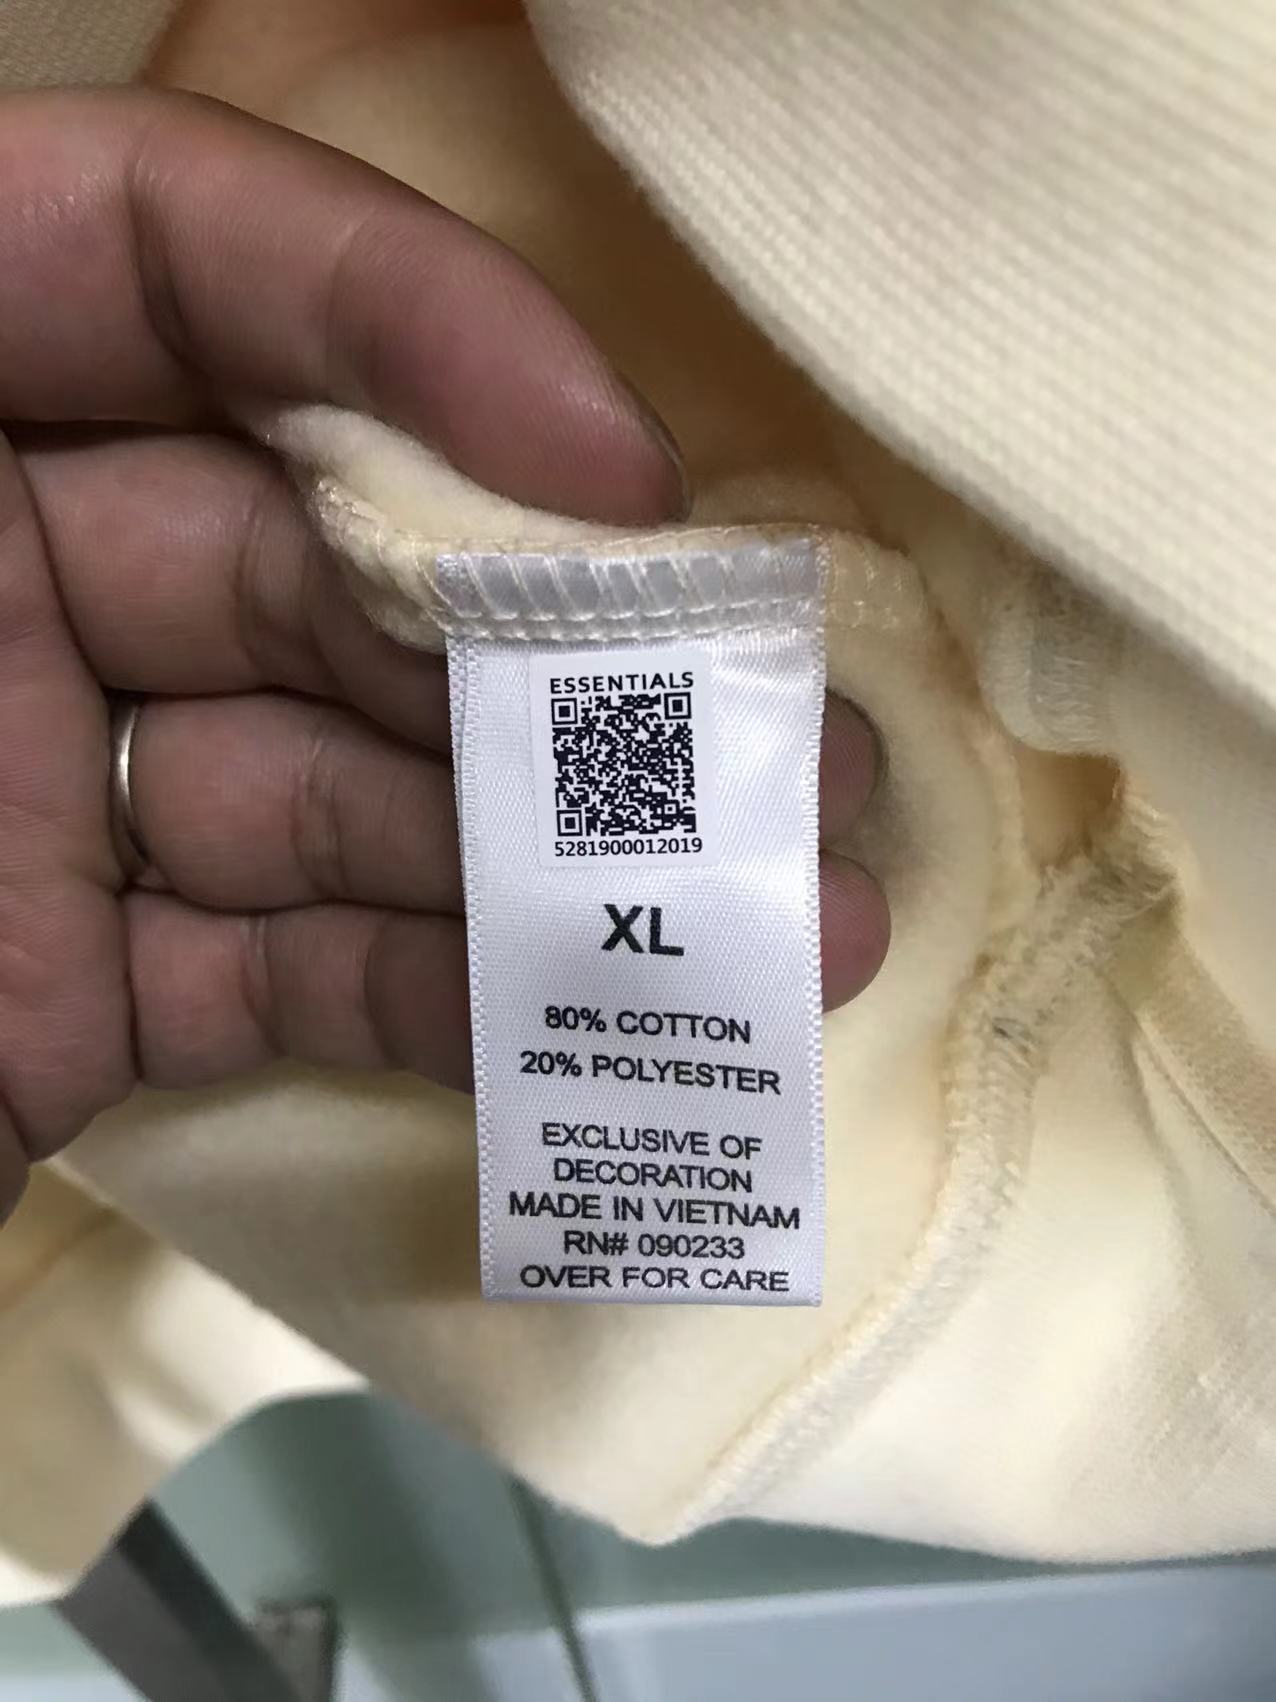 ESSENTIALS
5281900012019
XL
80% COTTON
20% POLYESTER
EXCLUSIVE OF
DECORATION
MADE IN VIETNAM
RN# 090233
OVER FOR CARE